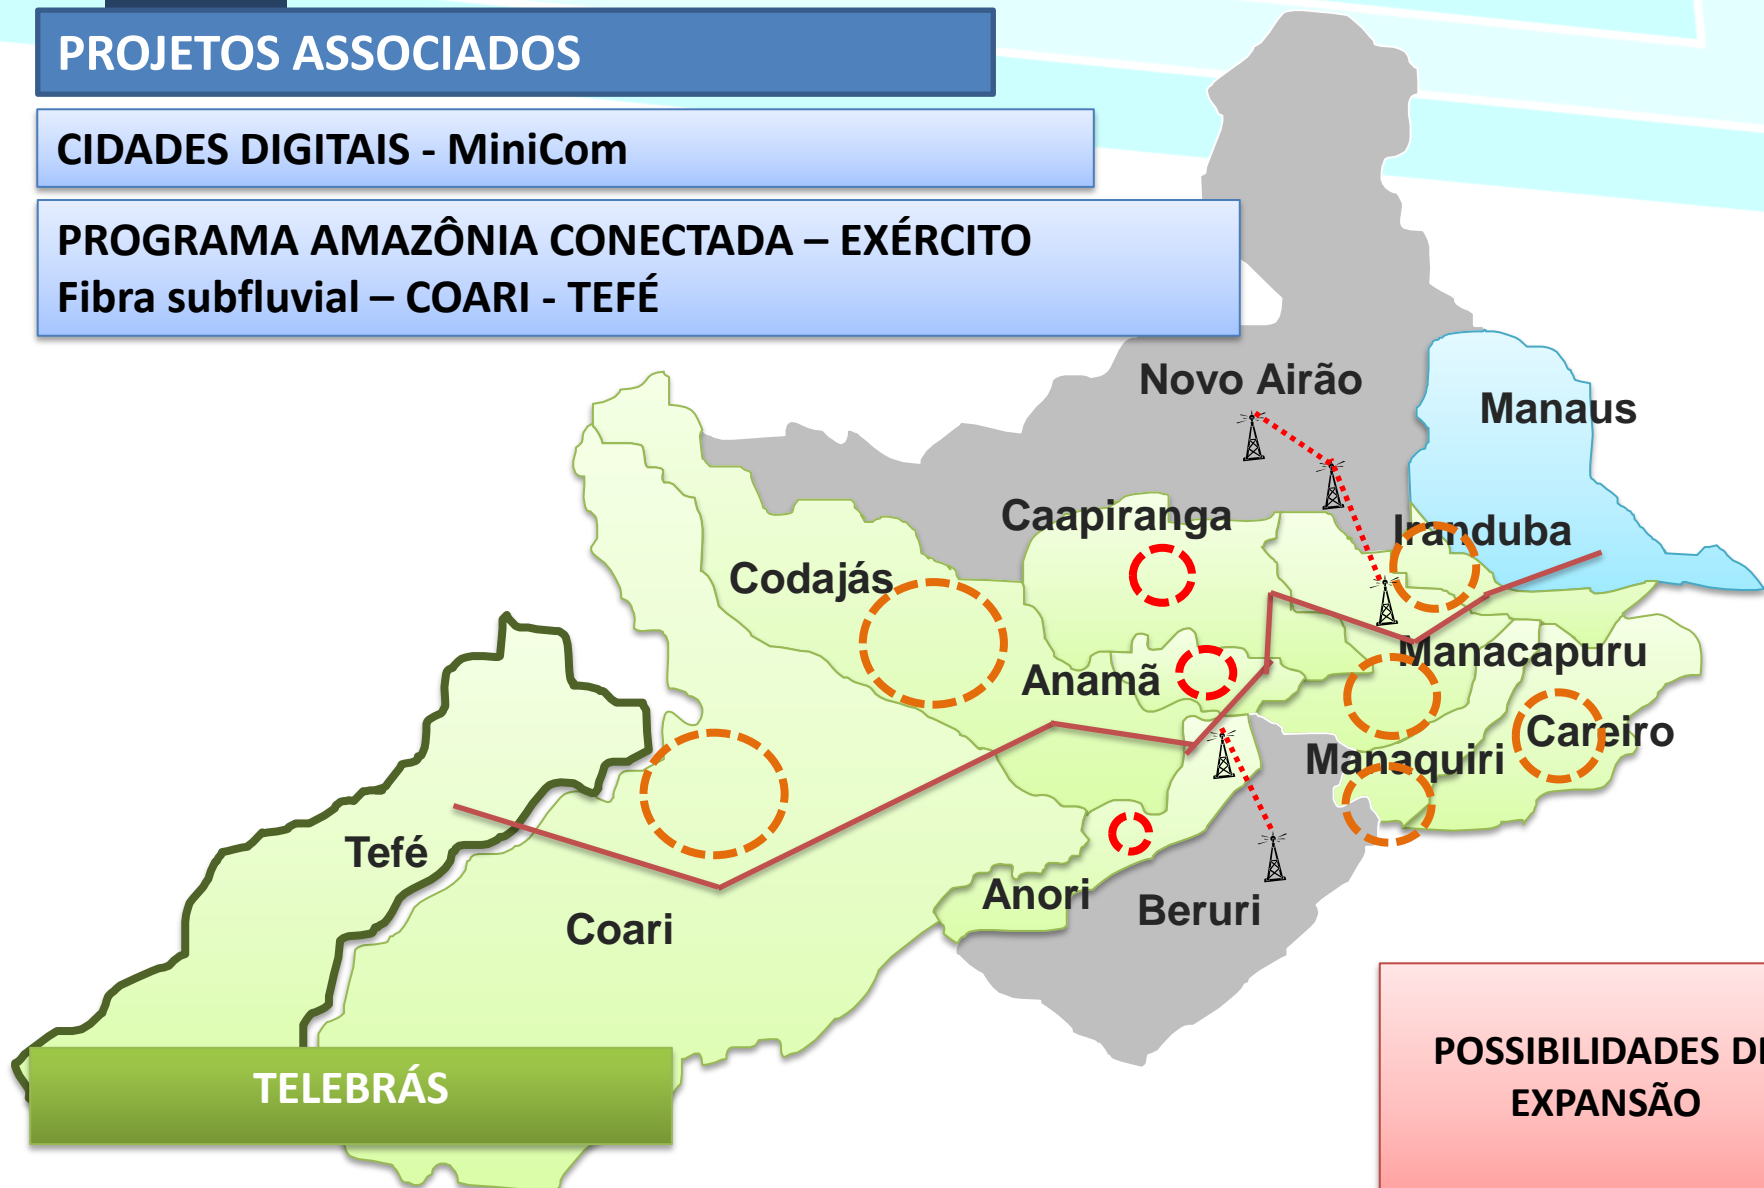 PROJETOS ASSOCIADOS
CIDADES DIGITAIS - MiniCom
PROGRAMA AMAZÔNIA CONECTADA – EXÉRCITO
Fibra subfluvial – COARI - TEFÉ
Novo Airão
Manaus
Caapiranga
Iranduba
Codajás
Manacapuru
Anamã
Careiro
Manaquiri
Tefé
Anori
Beruri
Coari
POSSIBILIDADES DE
EXPANSÃO
TELEBRÁS